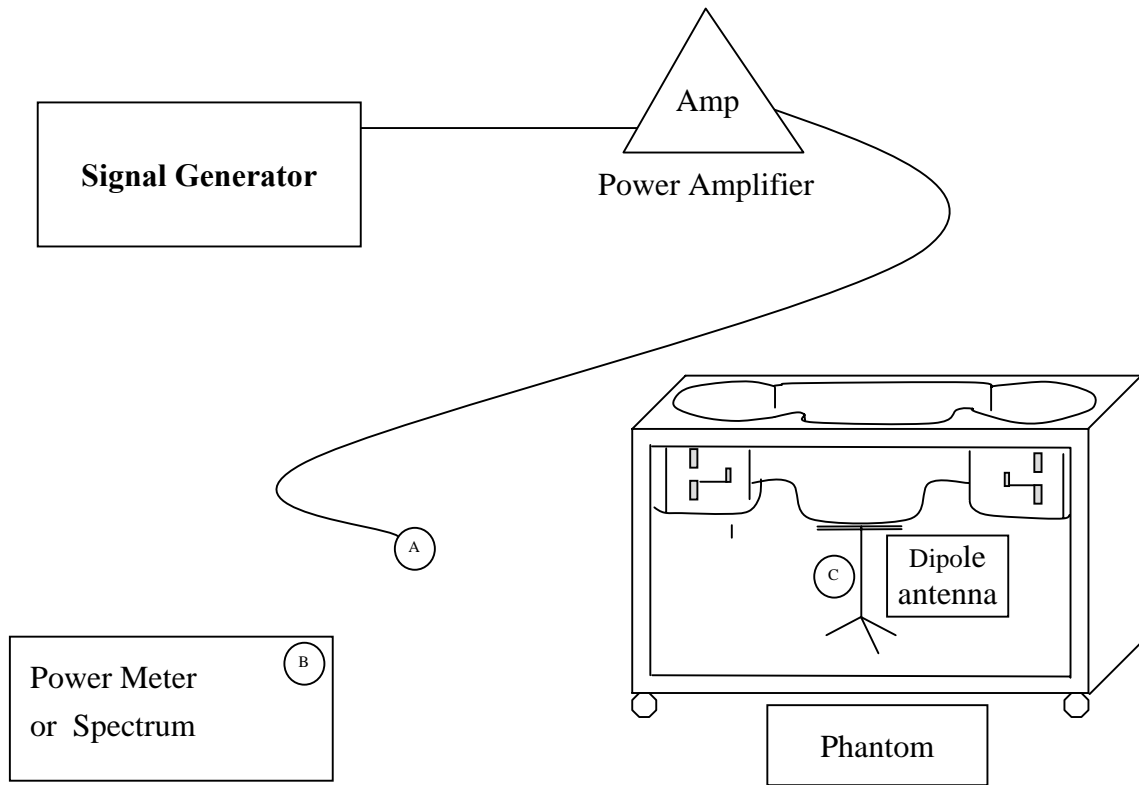 Amp
Signal Generator
Power Amplifier
A
C
Dipole
antenna
B
Power Meter
or Spectrum
Phantom